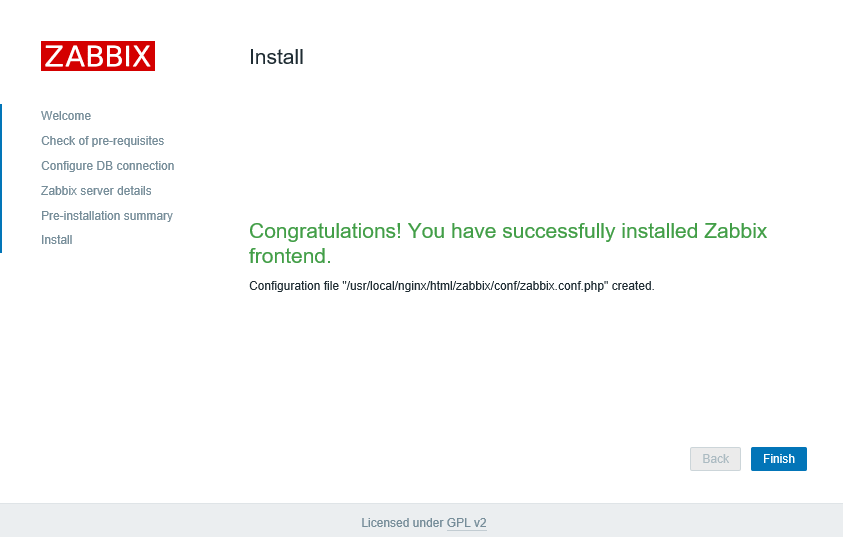 ZABBIX
Install
Welcome
Check of pre-requisites
Configure DB connection
Zabbix server details
Pre-installation summary
Install
Congratulations! You have successfully installed Zabbix
frontend.
Configuration file "/usr/local/nginx/html/zabbix/conf/zabbix.conf.php" created.
Back
Finish
Licensed under GPL v2